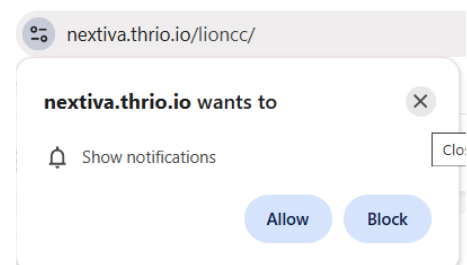 nextiva.thrio.io/lioncc/
nextiva.thrio.io wants to
Show notifications
Allow
Block